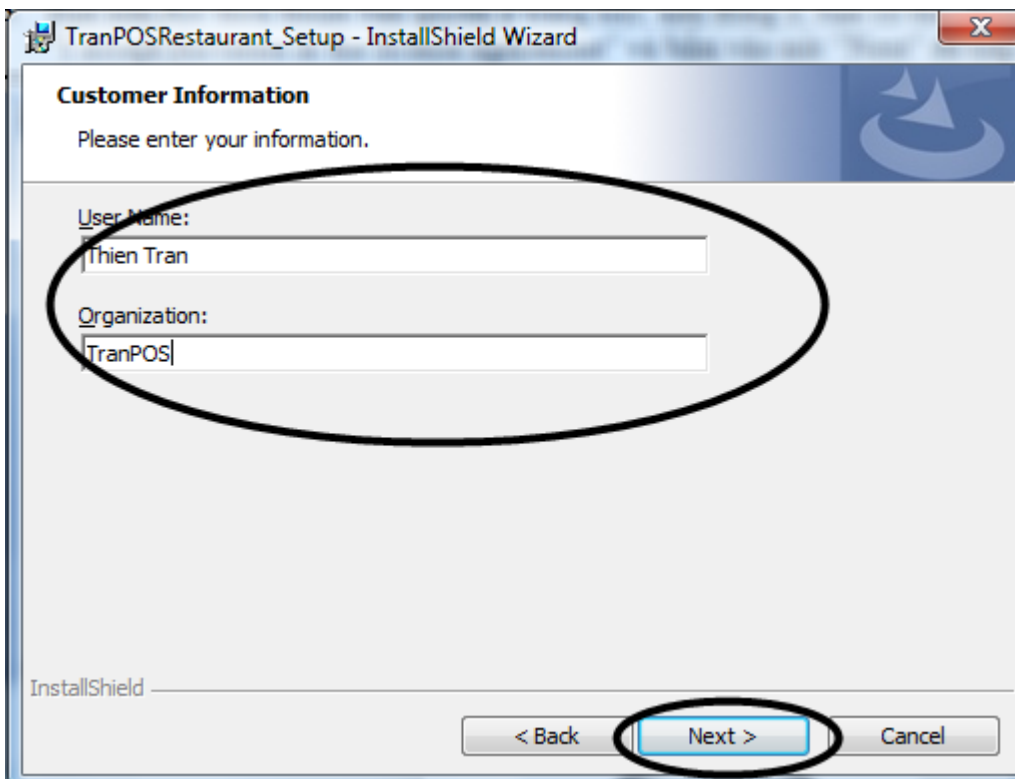 TranPOSRestaurant_Setup - InstallShield Wizard
Customer Information
Please enter your information.
User Name:
Thien Tran
Organization:
TranPOS
InstallShield
< Back Next > Cancel